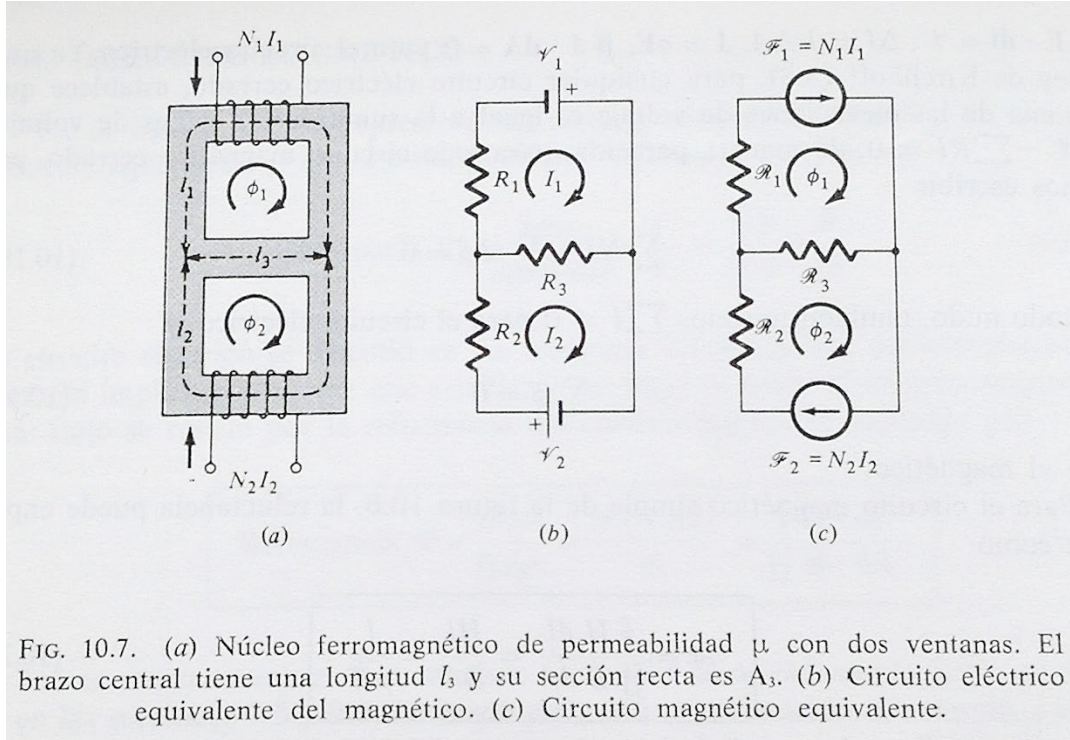 N₁I₁
l₁
ϕ₁
l₃
l₂
ϕ₂
N₂I₂
(a)
𝒱₁
+
R₁
I₁
R₃
R₂
I₂
+
𝒱₂
(b)
ℱ₁ = N₁I₁
ℛ₁
ϕ₁
ℛ₃
ℛ₂
ϕ₂
ℱ₂ = N₂I₂
(c)
FIG. 10.7. (a) Núcleo ferromagnético de permeabilidad μ con dos ventanas. El
brazo central tiene una longitud l₃ y su sección recta es A₃. (b) Circuito eléctrico
equivalente del magnético. (c) Circuito magnético equivalente.